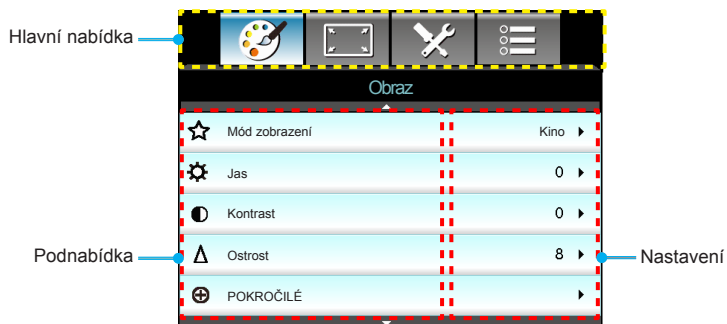 Hlavní nabídka
Obraz
Mód zobrazení Kino
Jas 0
Kontrast 0
Podnabídka
Ostrost 8
Nastavení
POKROČILÉ